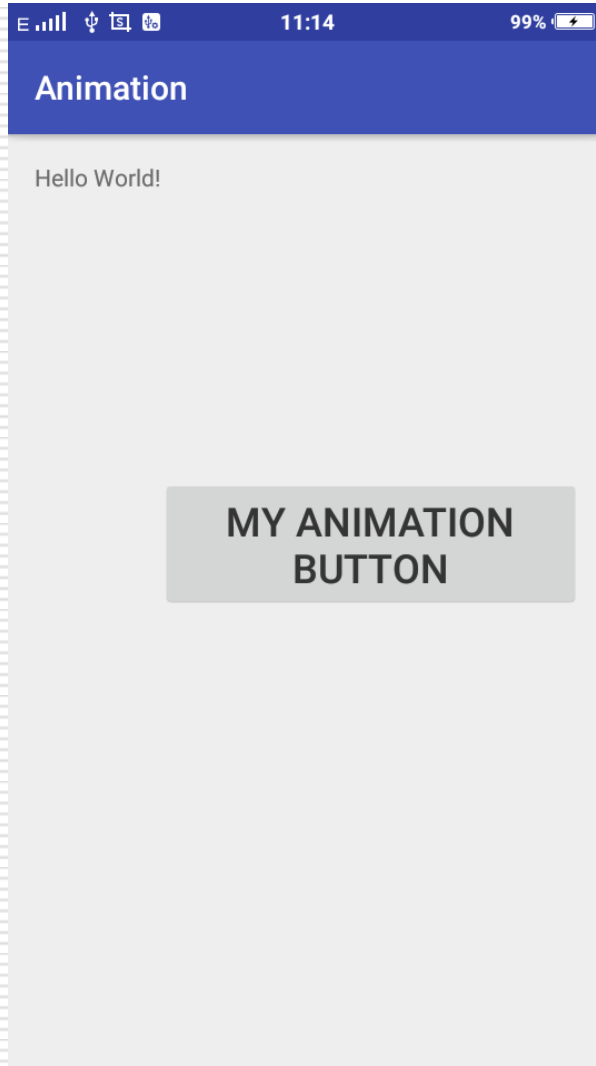 E 11:14 99%
Animation
Hello World!
MY ANIMATION
BUTTON